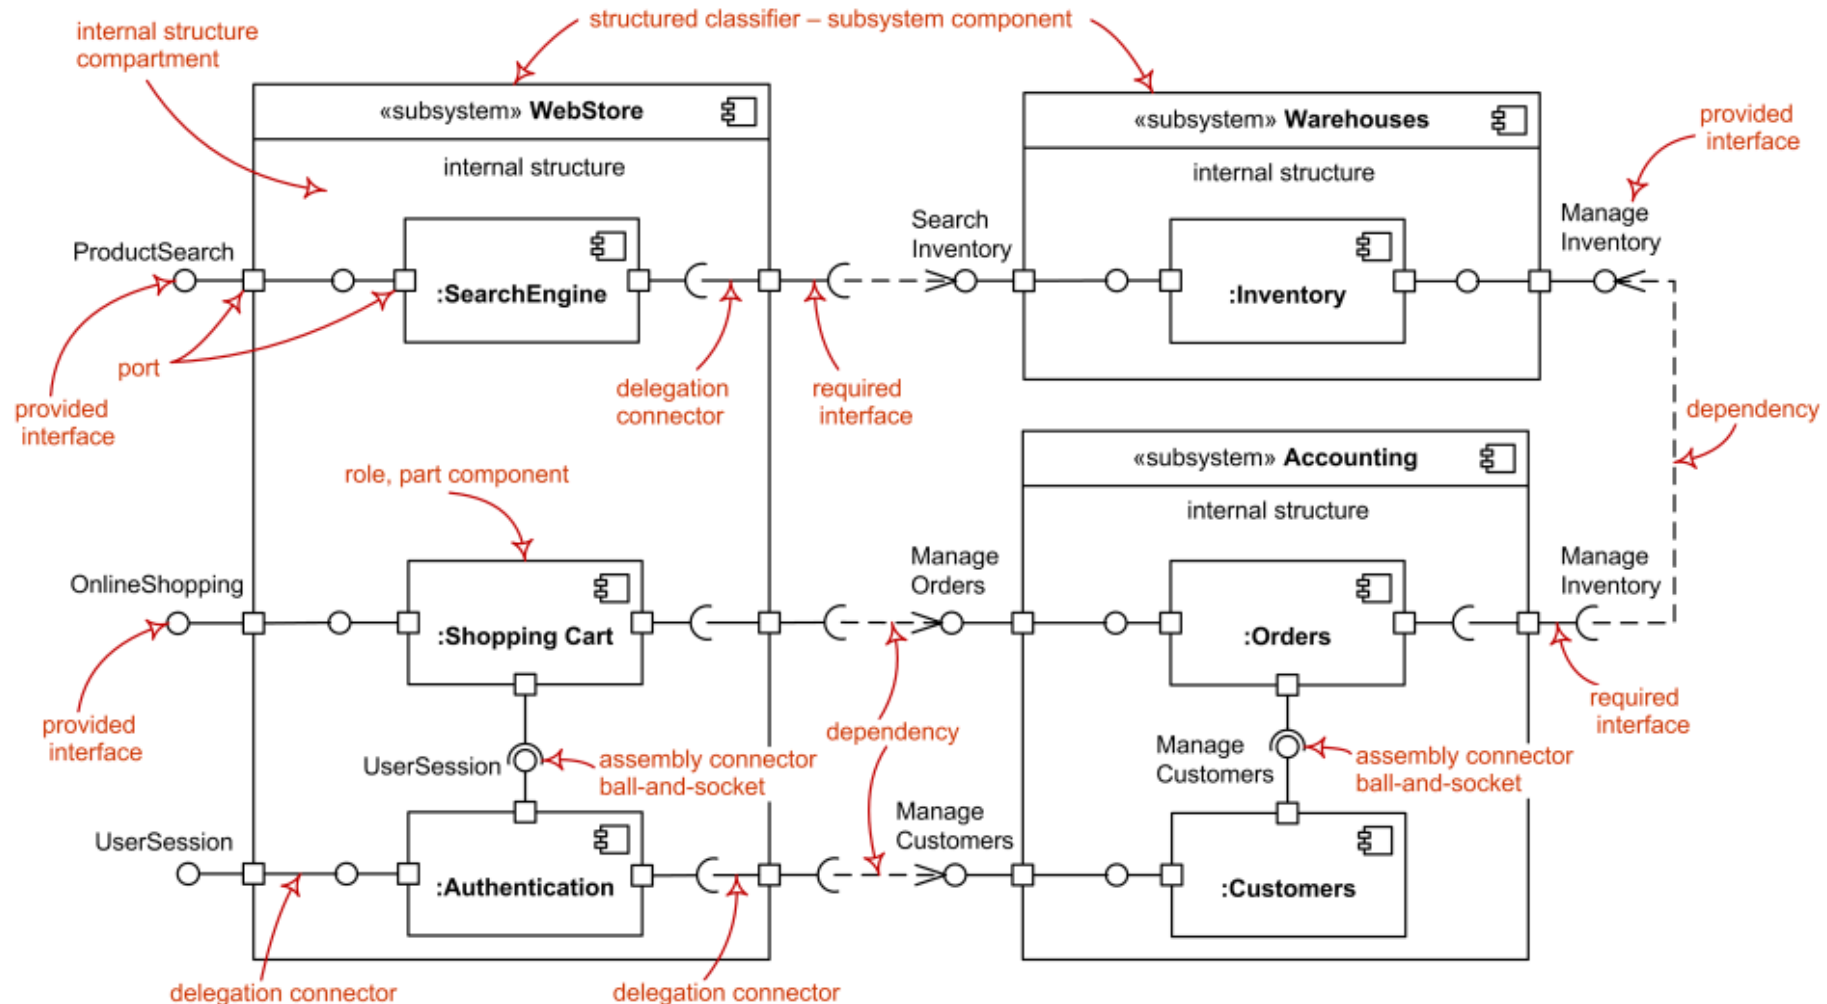 structured classifier – subsystem component
internal structure
compartment
«subsystem» WebStore
«subsystem» Warehouses
provided
interface
internal structure
internal structure
ProductSearch
Search
Inventory
Manage
Inventory
:SearchEngine
:Inventory
port
provided
interface
delegation
connector
required
interface
dependency
«subsystem» Accounting
role, part component
internal structure
OnlineShopping
Manage
Orders
Manage
Inventory
:Shopping Cart
:Orders
provided
interface
dependency
required
interface
UserSession
assembly connector
ball-and-socket
Manage
Customers
assembly connector
ball-and-socket
UserSession
Manage
Customers
:Authentication
:Customers
delegation connector
delegation connector